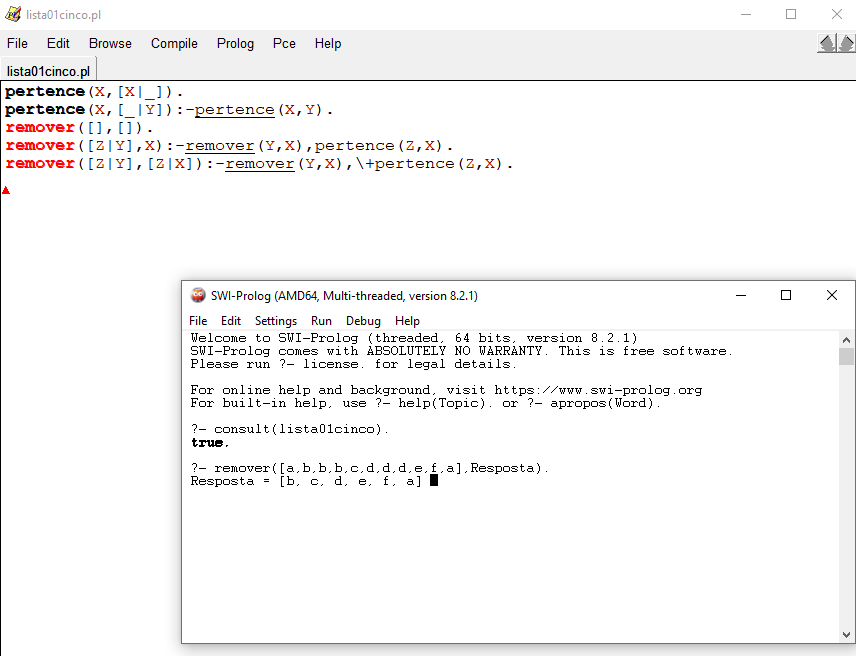 lista01cinco.pl
File Edit Browse Compile Prolog Pce Help
lista01cinco.pl
pertence(X,[X|_]).
pertence(X,[_|Y]):-pertence(X,Y).
remover([],[]).
remover([Z|Y],X):-remover(Y,X),pertence(Z,X).
remover([Z|Y],[Z|X]):-remover(Y,X),\+pertence(Z,X).
SWI-Prolog (AMD64, Multi-threaded, version 8.2.1)
File Edit Settings Run Debug Help
Welcome to SWI-Prolog (threaded, 64 bits, version 8.2.1)
SWI-Prolog comes with ABSOLUTELY NO WARRANTY. This is free software.
Please run ?- license. for legal details.
For online help and background, visit https://www.swi-prolog.org
For built-in help, use ?- help(Topic). or ?- apropos(Word).
?- consult(lista01cinco).
true.
?- remover([a,b,b,b,c,d,d,d,e,f,a],Resposta).
Resposta = [b, c, d, e, f, a]